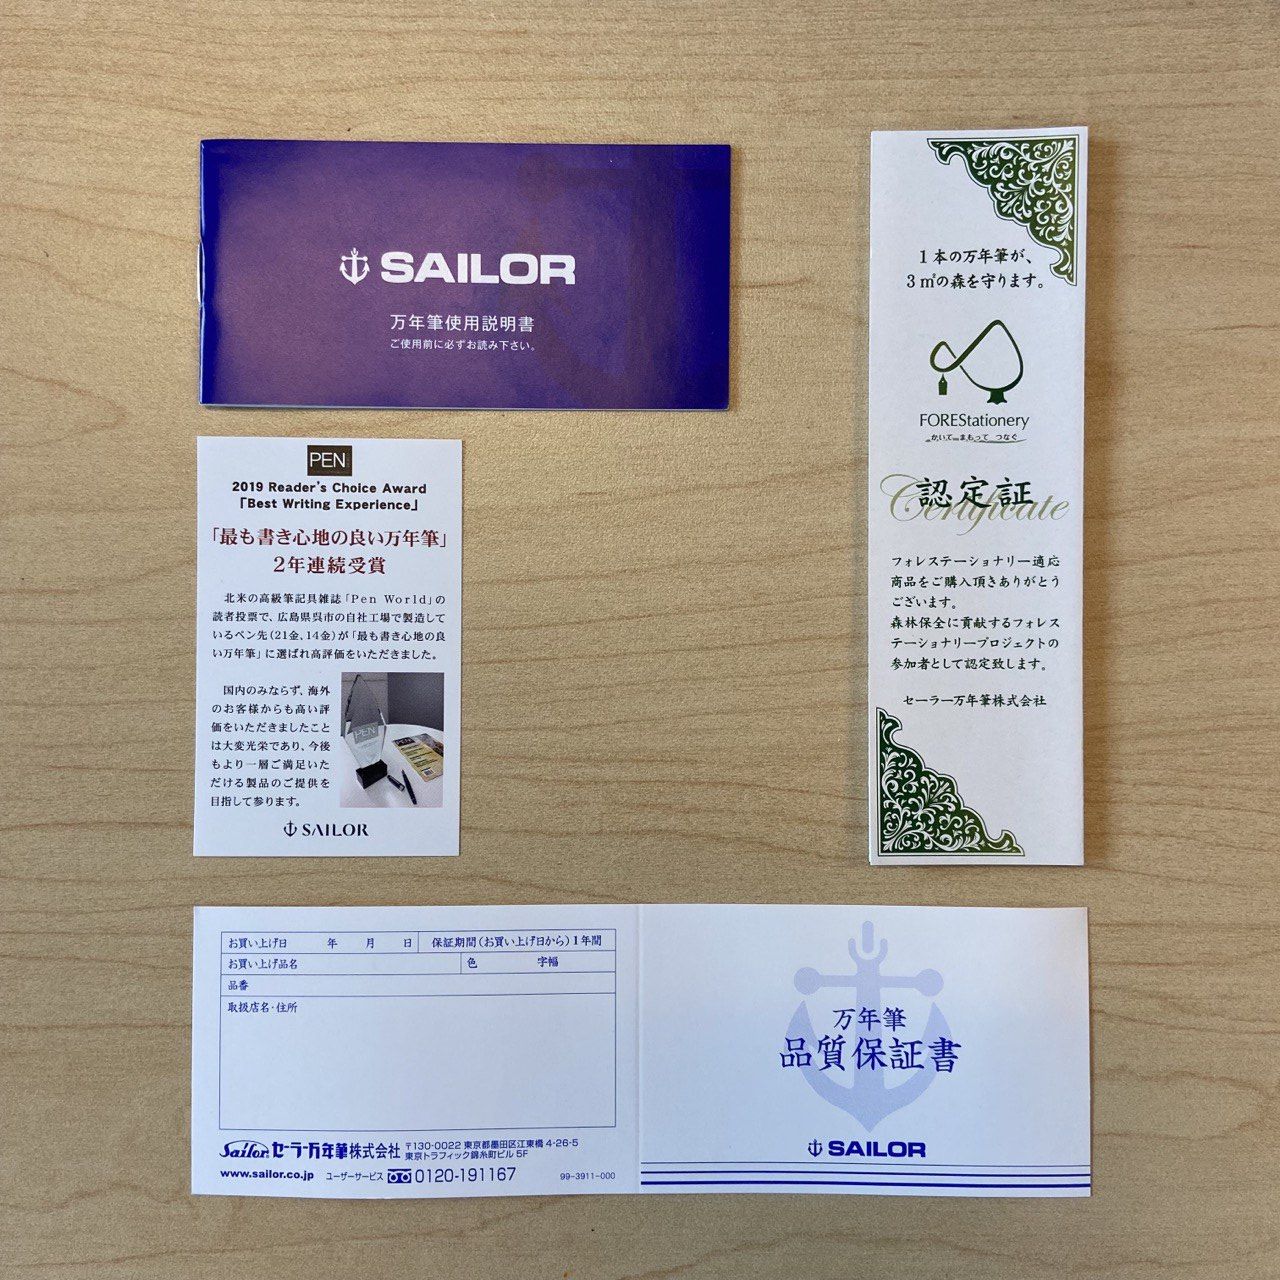 SAILOR
万年筆使用説明書
ご使用前に必ずお読み下さい。
PEN
2019 Reader's Choice Award
「Best Writing Experience」
「最も書き心地の良い万年筆」
2年連続受賞
北米の高級筆記具雑誌「Pen World」の
読者投票で、広島県呉市の自社工場で製造して
いるペン先(21金、14金)が「最も書き心地の良
い万年筆」に選ばれ高評価をいただきました。
国内のみならず、海外
のお客様からも高い評
価をいただきましたこと
は大変光栄であり、今後
もより一層ご満足いた
だける製品のご提供を
目指して参ります。
PEN
SAILOR
1本の万年筆が、
3㎡の森を守ります。
FOREStationery
かいて まもって つなぐ
認定証
Certificate
フォレステーショナリー適応
商品をご購入頂きありがとう
ございます。
森林保全に貢献するフォレス
テーショナリープロジェクトの
参加者として認定致します。
セーラー万年筆株式会社
お買い上げ日 年 月 日 保証期間(お買い上げ日から)1年間
お買い上げ品名 色 字幅
品番
取扱店名・住所
Sailor セーラー万年筆株式会社 〒130-0022 東京都墨田区江東橋 4-26-5
東京トラフィック錦糸町ビル 5F
www.sailor.co.jp ユーザーサービス 0120-191167 99-3911-000
万年筆
品質保証書
SAILOR